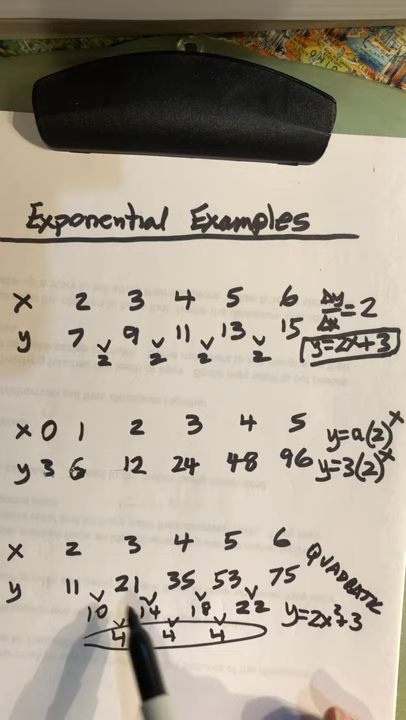 Exponential Examples
x 2 3 4 5 6 Δy/Δx = 2
y 7 9 11 13 15 y=2x+3
2 2 2 2
x 0 1 2 3 4 5 y=a(2)^x
y 3 6 12 24 48 96 y=3(2)^x
x 2 3 4 5 6 QUADRATIC
y 11 21 35 53 75
10 14 18 22 y=2x²+3
4 4 4